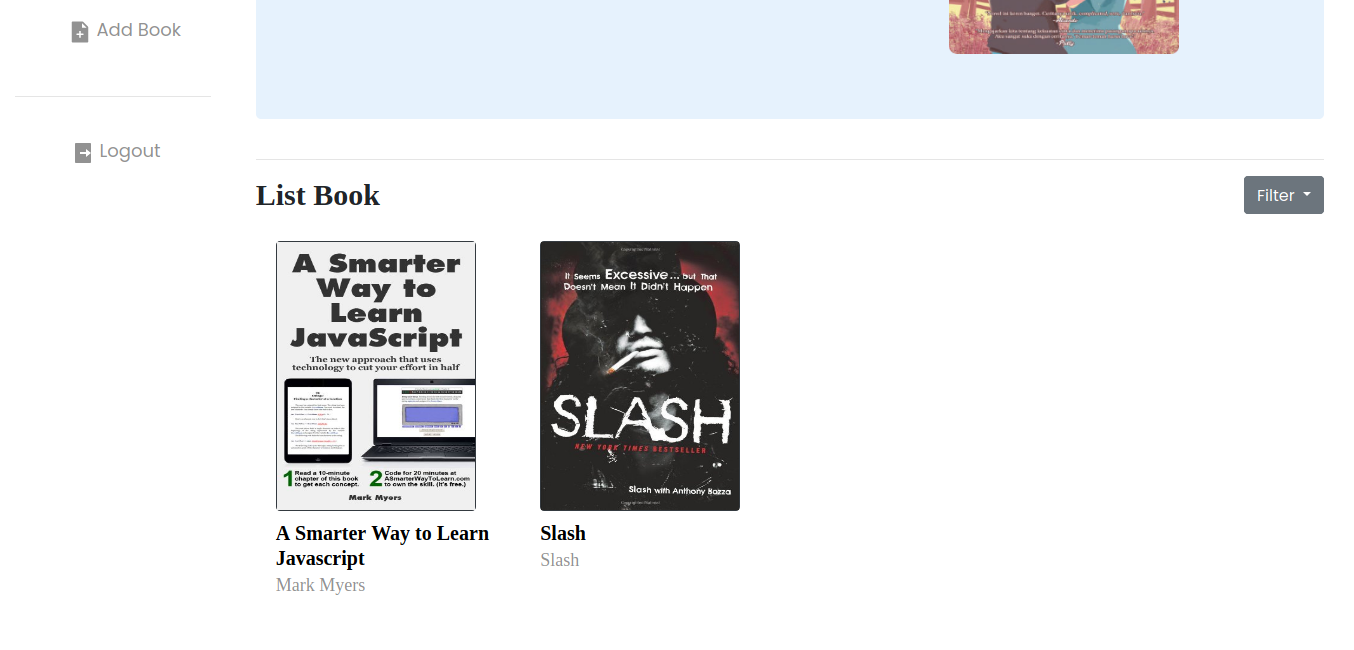 Add Book
Logout
List Book
Filter
A Smarter
Way to
Learn
JavaScript
The new approach that uses
technology to cut your effort in half
1 Read a 10-minute
chapter of this book
to get each concept.
2 Code for 20 minutes at
ASmarterWayToLearn.com
to own the skill. (It's free.)
Mark Myers
A Smarter Way to Learn
Javascript
Mark Myers
It Seems Excessive... but That
Doesn't Mean It Didn't Happen
SLASH
NEW YORK TIMES BESTSELLER
Slash with Anthony Bozza
Slash
Slash